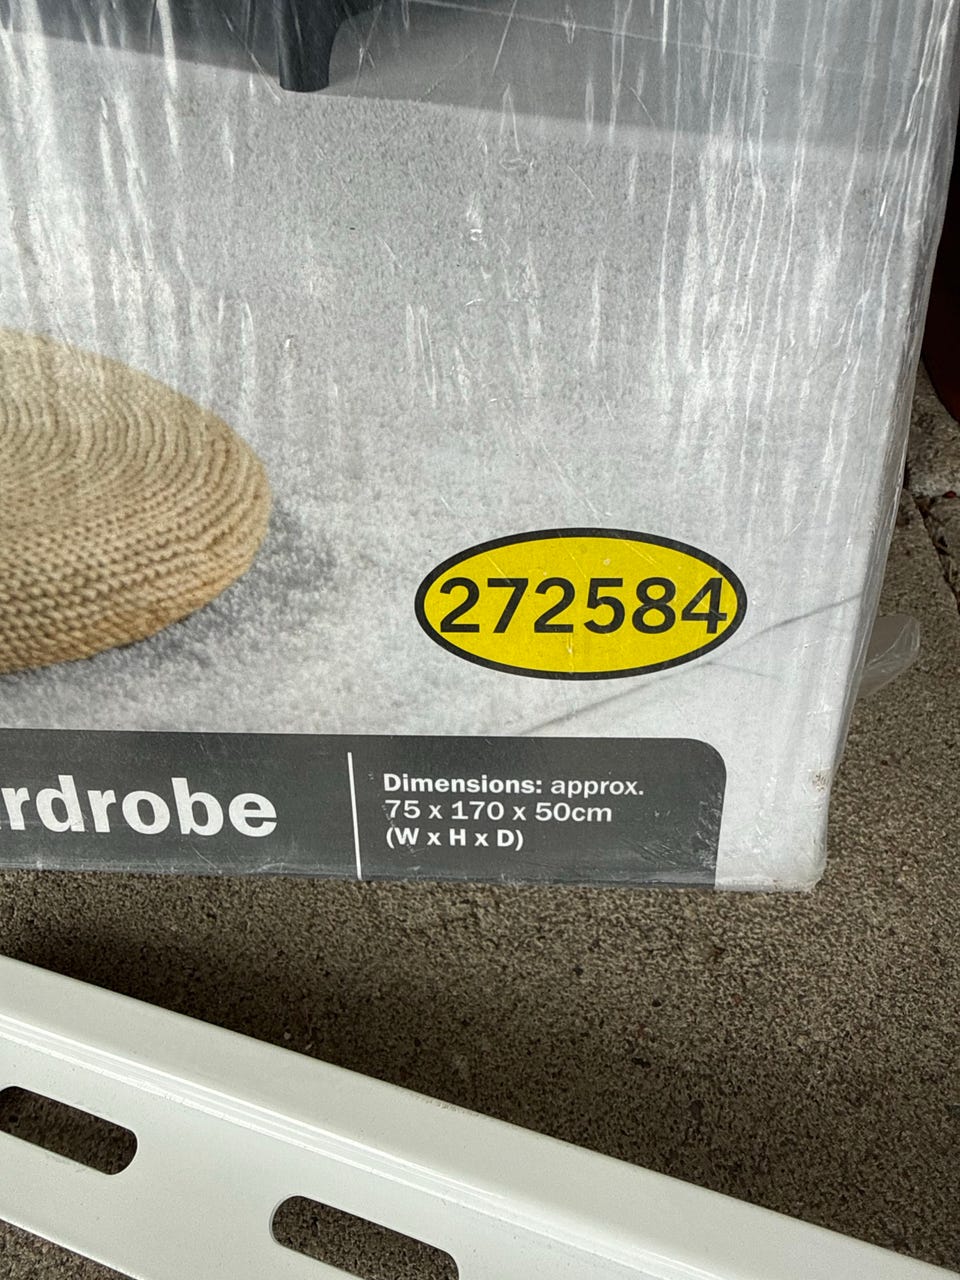 272584
rdrobe
Dimensions: approx.
75 x 170 x 50cm
(W x H x D)